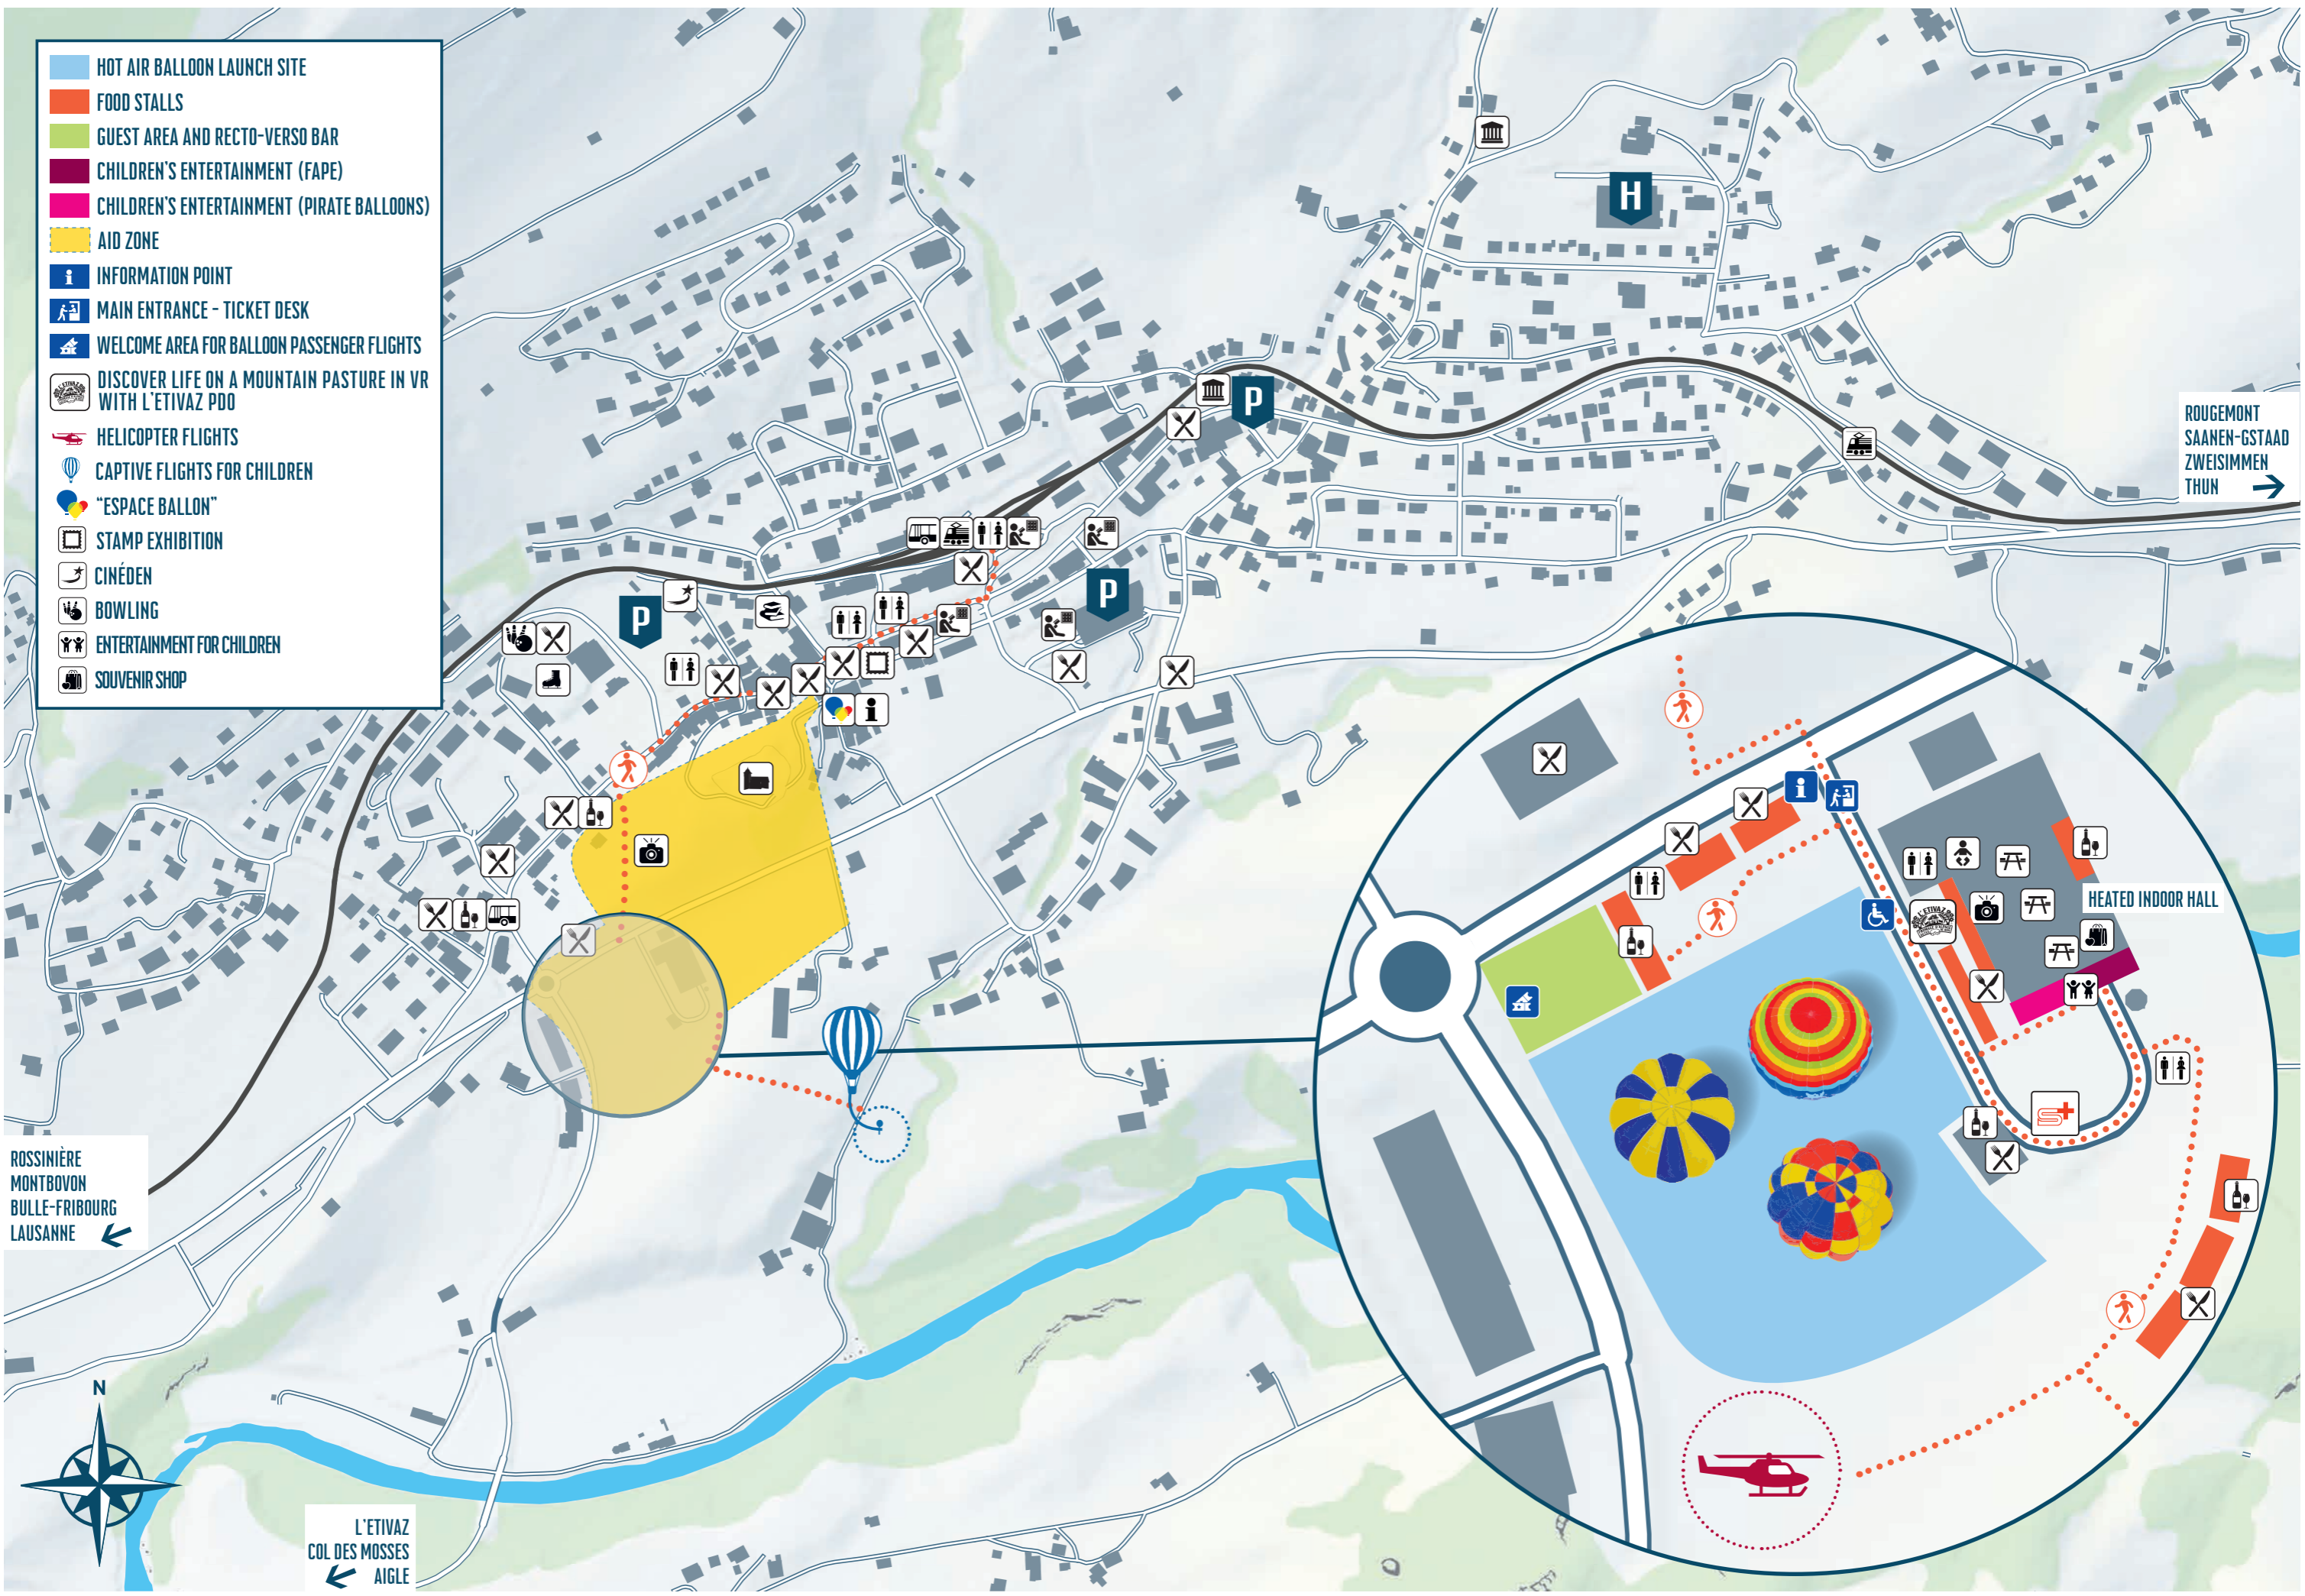 HOT AIR BALLOON LAUNCH SITE
FOOD STALLS
GUEST AREA AND RECTO-VERSO BAR
CHILDREN'S ENTERTAINMENT (FAPE)
CHILDREN'S ENTERTAINMENT (PIRATE BALLOONS)
AID ZONE
i INFORMATION POINT
MAIN ENTRANCE - TICKET DESK
WELCOME AREA FOR BALLOON PASSENGER FLIGHTS
L'ETIVAZ
DISCOVER LIFE ON A MOUNTAIN PASTURE IN VR
WITH L'ETIVAZ PDO
HELICOPTER FLIGHTS
CAPTIVE FLIGHTS FOR CHILDREN
"ESPACE BALLON"
STAMP EXHIBITION
CINÉDEN
BOWLING
ENTERTAINMENT FOR CHILDREN
SOUVENIR SHOP
H
P
P
P
i
ROUGEMONT
SAANEN-GSTAAD
ZWEISIMMEN
THUN
i
HEATED INDOOR HALL
L'ETIVAZ
S+
ROSSINIÈRE
MONTBOVON
BULLE-FRIBOURG
LAUSANNE
N
L'ETIVAZ
COL DES MOSSES
AIGLE